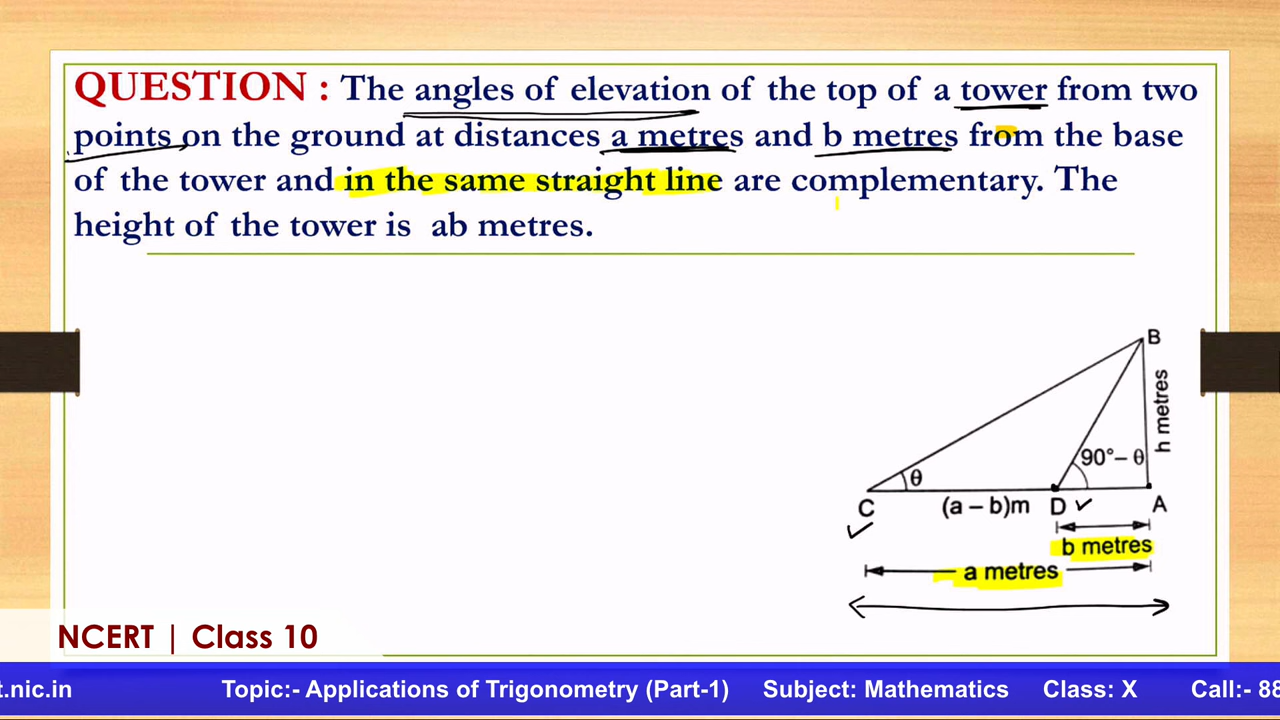 QUESTION : The angles of elevation of the top of a tower from two
points on the ground at distances a metres and b metres from the base
of the tower and in the same straight line are complementary. The
height of the tower is ab metres.
B
h metres
90°– θ
θ
C
(a – b)m
D
A
b metres
a metres
NCERT | Class 10
t.nic.in Topic:- Applications of Trigonometry (Part-1) Subject: Mathematics Class: X Call:- 88